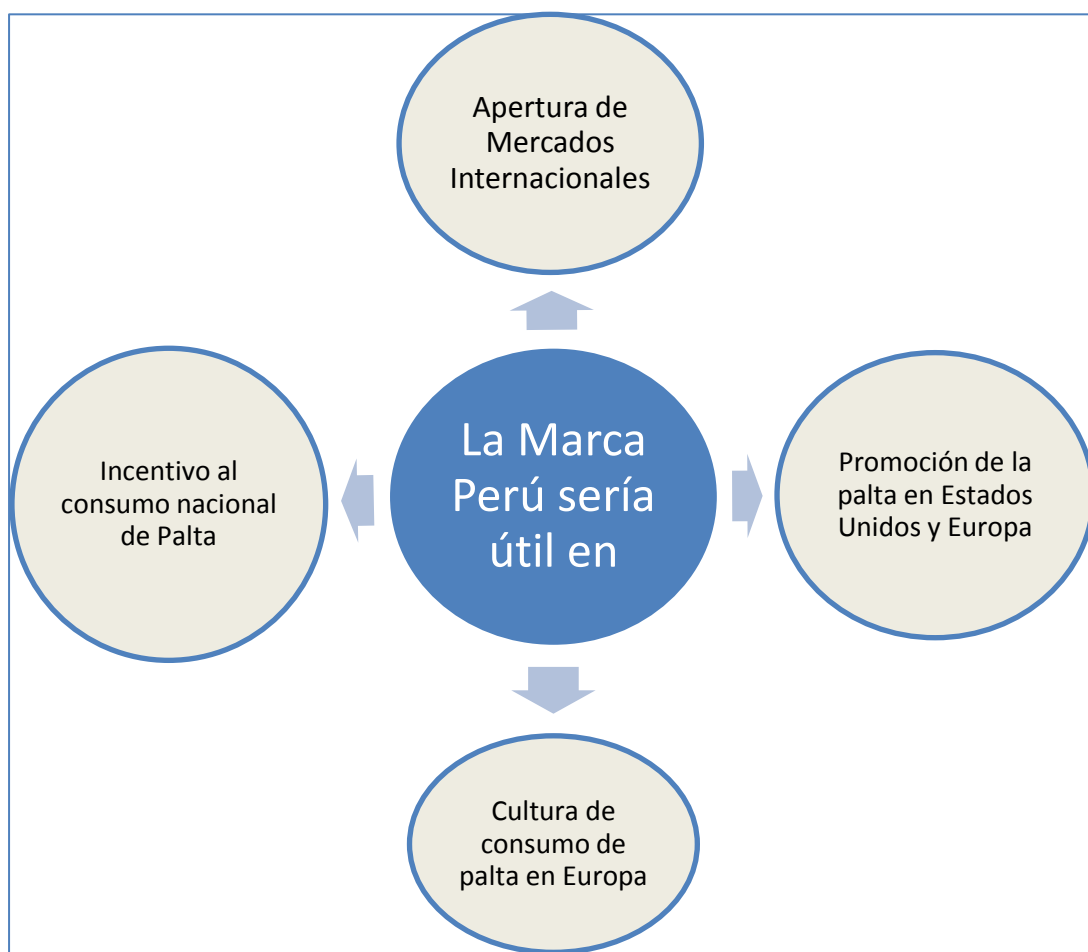 Apertura de
Mercados
Internacionales
Incentivo al
consumo nacional
de Palta
La Marca
Perú sería
útil en
Promoción de la
palta en Estados
Unidos y Europa
Cultura de
consumo de
palta en Europa